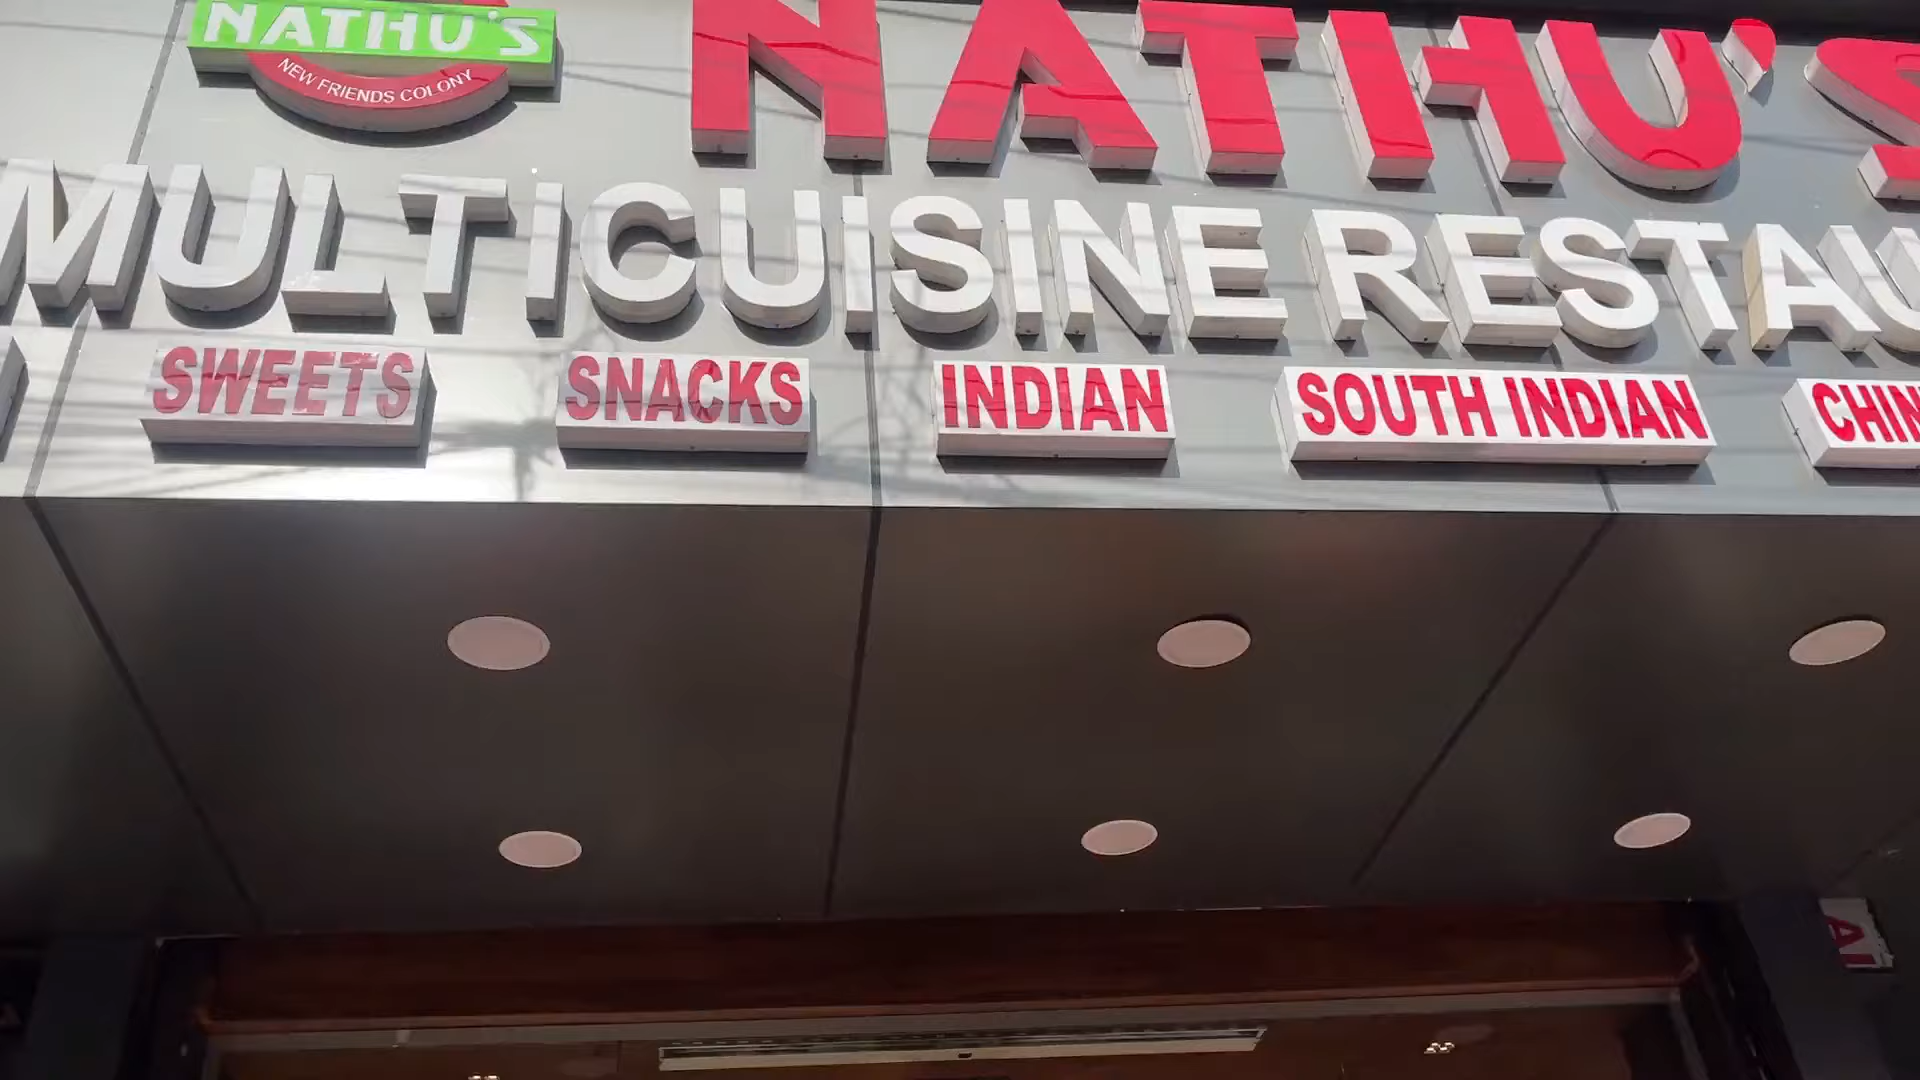 NATHU'S
NEW FRIENDS COLONY
NATHU'S
MULTICUISINE RESTAU
SWEETS SNACKS INDIAN SOUTH INDIAN CHIN